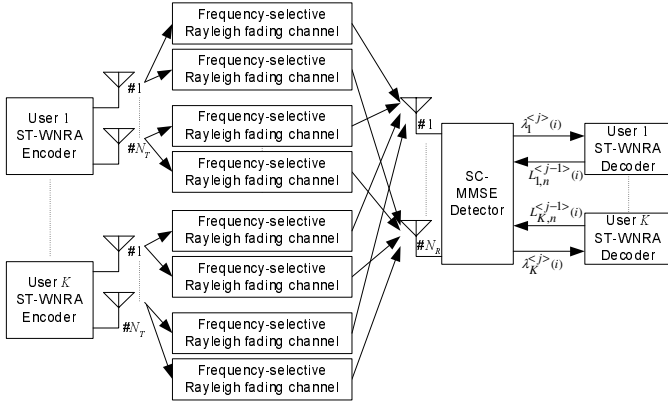 Frequency-selective
Rayleigh fading channel
Frequency-selective
Rayleigh fading channel
#1
User 1
ST-WNRA
Encoder
#N_T
Frequency-selective
Rayleigh fading channel
Frequency-selective
Rayleigh fading channel
#1
SC-
MMSE
Detector
λ_1^{<j>}(i)
L_{1,n}^{<j-1>}(i)
User 1
ST-WNRA
Decoder
Frequency-selective
Rayleigh fading channel
Frequency-selective
Rayleigh fading channel
#1
User K
ST-WNRA
Encoder
#N_T
#N_R
L_{K,n}^{<j-1>}(i)
λ_K^{<j>}(i)
User K
ST-WNRA
Decoder
Frequency-selective
Rayleigh fading channel
Frequency-selective
Rayleigh fading channel